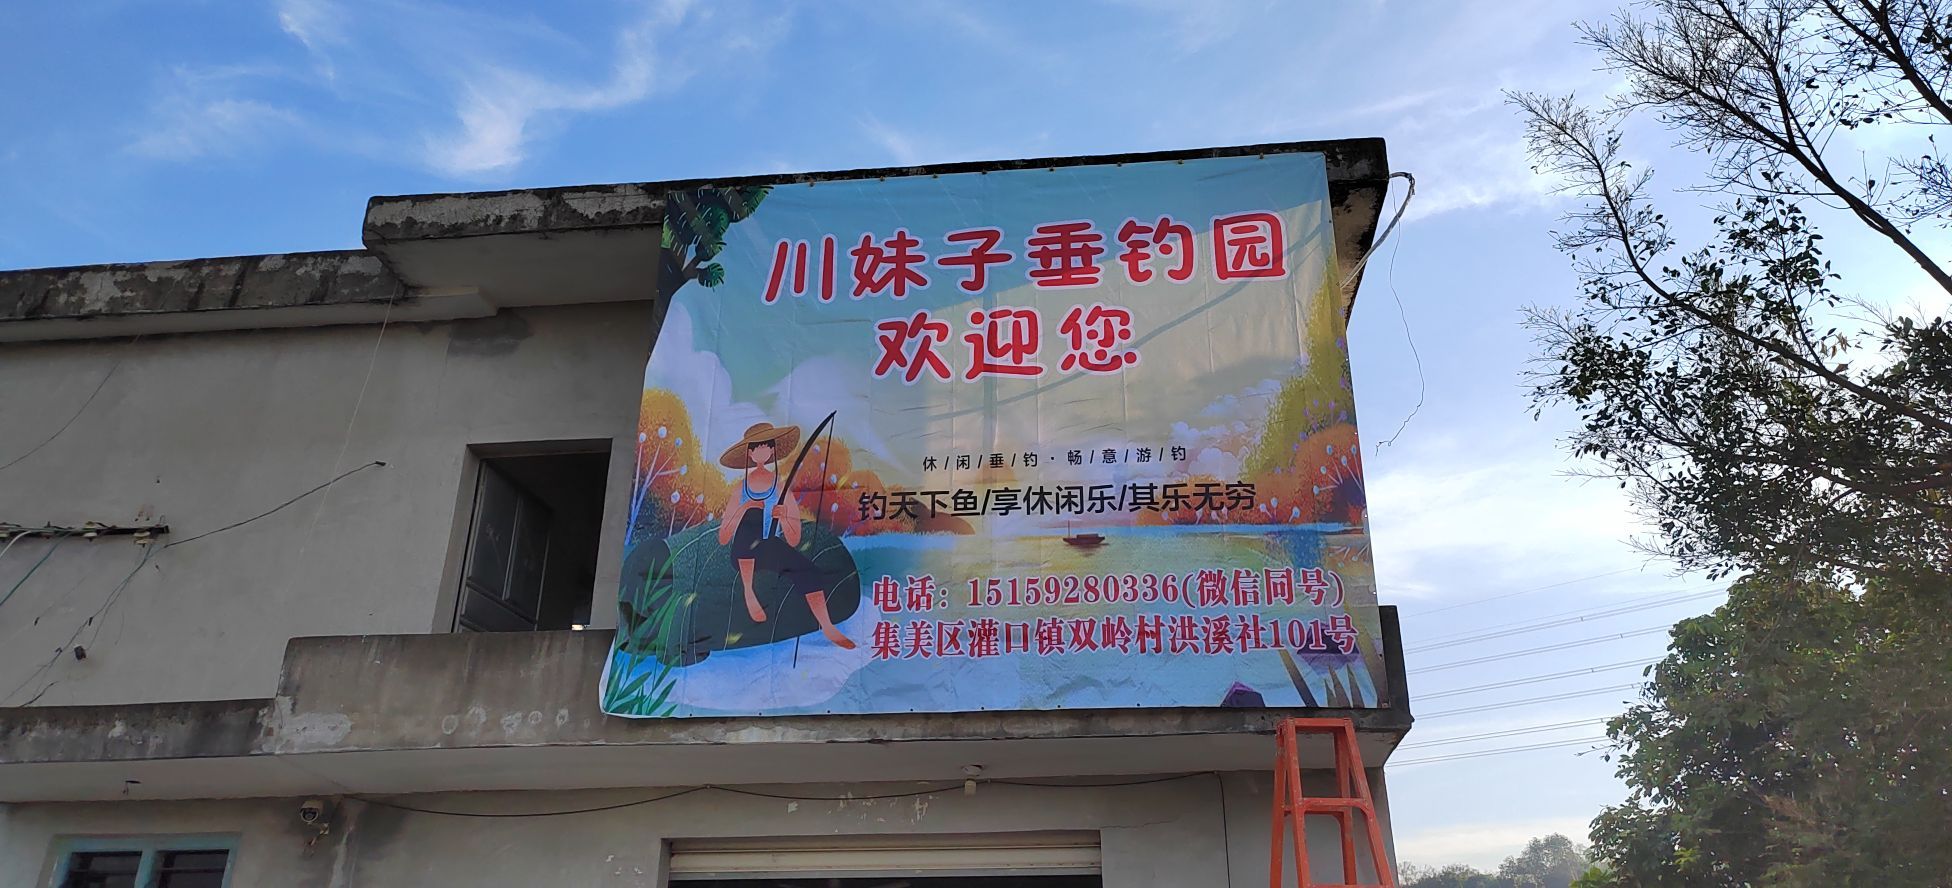 川妹子垂钓园
欢迎您
休/闲/垂/钓·畅/意/游/钓
钓天下鱼/享休闲乐/其乐无穷
电话：15159280336(微信同号)
集美区灌口镇双岭村洪溪社101号